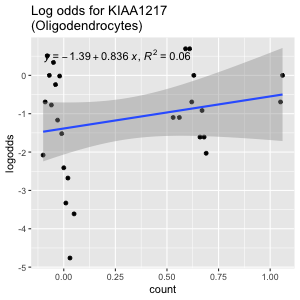 Log odds for KIAA1217
(Oligodendrocytes)
y = −1.39 + 0.836 x, R² = 0.06
logodds
0
-1
-2
-3
-4
-5
0.00 0.25 0.50 0.75 1.00
count